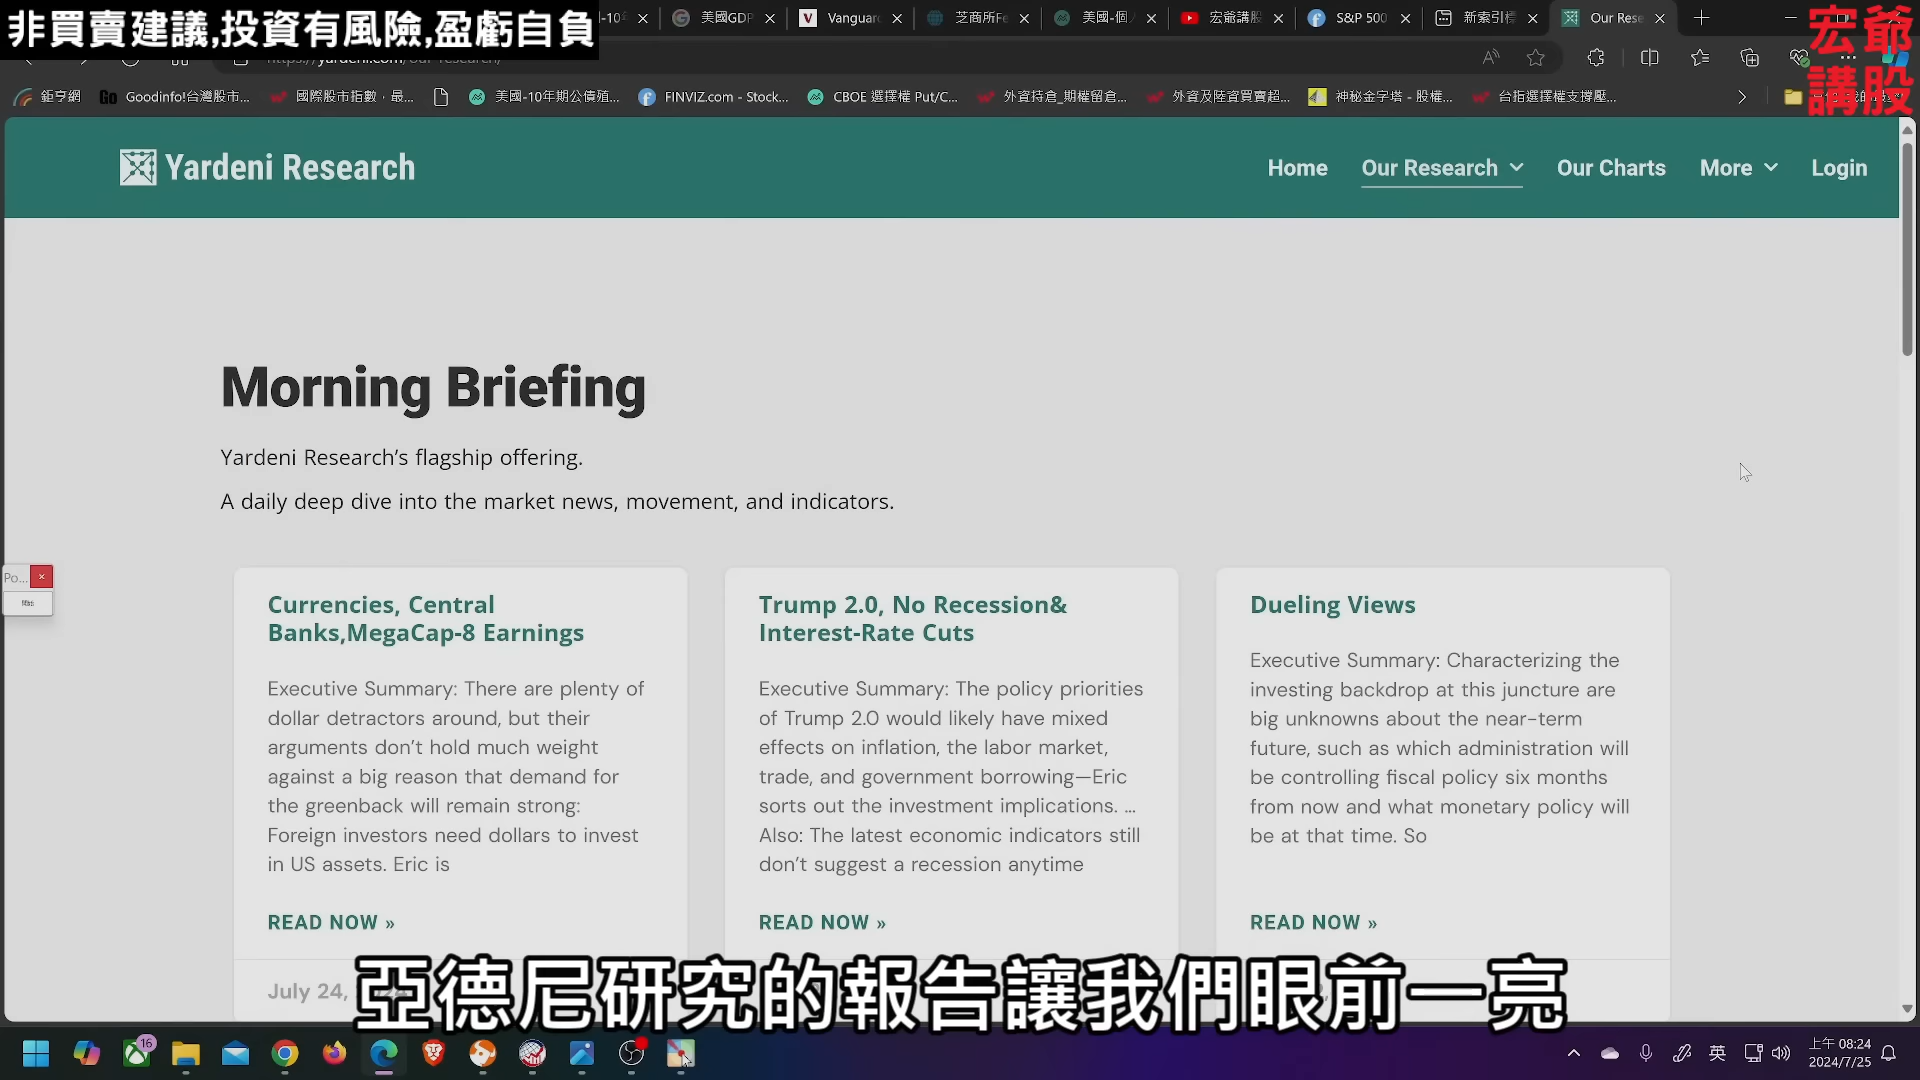 非買賣建議,投資有風險,盈虧自負
美國GDP
Vanguar
芝商所Fe
美國-個
宏爺講股
S&P 500
新索引標
Our Rese
宏爺
講股
https://yardeni.com/our-research/
鉅亨網
Goodinfo!台灣股市...
國際股市指數·最...
美國-10年期公債殖...
FINVIZ.com - Stock...
CBOE 選擇權 Put/C...
外資持倉_期權留倉...
外資及陸資買賣超...
神秘金字塔 - 股權...
台指選擇權支撐壓...
Yardeni Research
Home
Our Research
Our Charts
More
Login
Morning Briefing
Yardeni Research's flagship offering.
A daily deep dive into the market news, movement, and indicators.
Po...
開始
Currencies, Central
Banks,MegaCap-8 Earnings
Executive Summary: There are plenty of
dollar detractors around, but their
arguments don't hold much weight
against a big reason that demand for
the greenback will remain strong:
Foreign investors need dollars to invest
in US assets. Eric is
READ NOW »
July 24,
Trump 2.0, No Recession&
Interest-Rate Cuts
Executive Summary: The policy priorities
of Trump 2.0 would likely have mixed
effects on inflation, the labor market,
trade, and government borrowing—Eric
sorts out the investment implications. ...
Also: The latest economic indicators still
don't suggest a recession anytime
READ NOW »
Dueling Views
Executive Summary: Characterizing the
investing backdrop at this juncture are
big unknowns about the near-term
future, such as which administration will
be controlling fiscal policy six months
from now and what monetary policy will
be at that time. So
READ NOW »
亞德尼研究的報告讓我們眼前一亮
16
英
上午 08:24
2024/7/25